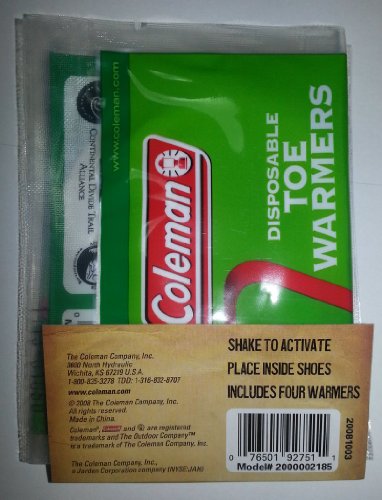 www.coleman.com
CONTINENTAL DIVIDE TRAIL
ALLIANCE
Coleman
DISPOSABLE
TOE
WARMERS
The Coleman Company, Inc.
3600 North Hydraulic
Wichita, KS 67219 U.S.A.
1-800-835-3278 TDD: 1-316-832-8707
www.coleman.com
© 2008 The Coleman Company, Inc.
All rights reserved.
Made in China.
Coleman®, Coleman and ® are registered
trademarks and The Outdoor Company™
is a trademark of The Coleman Company, Inc.
The Coleman Company, Inc.
a Jarden Corporation company (NYSE:JAH)
SHAKE TO ACTIVATE
PLACE INSIDE SHOES
INCLUDES FOUR WARMERS
0 76501 92751 1
Model# 2000002185
20081003